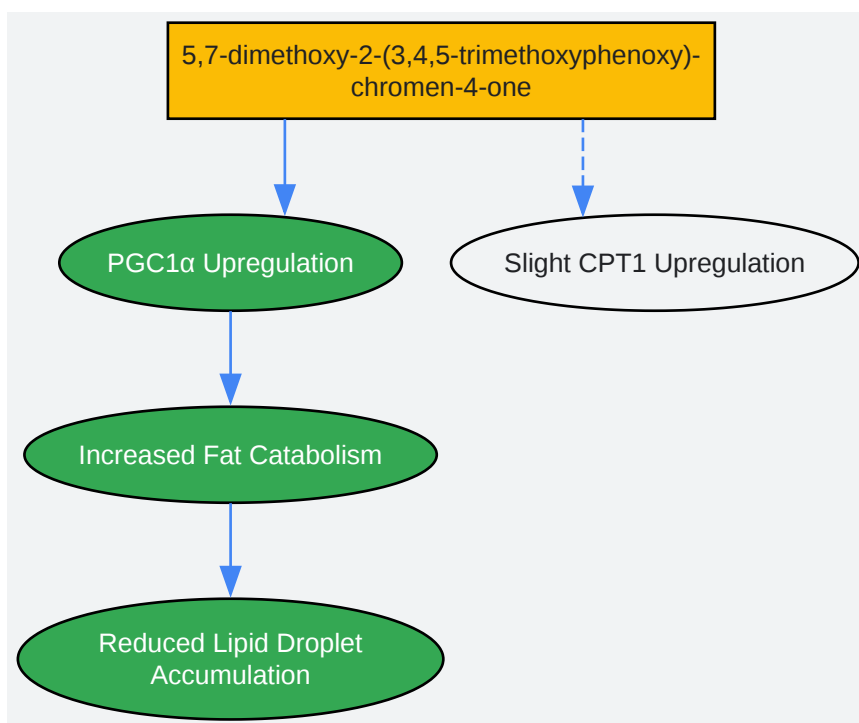 5,7-dimethoxy-2-(3,4,5-trimethoxyphenoxy)-
chromen-4-one
PGC1α Upregulation
Slight CPT1 Upregulation
Increased Fat Catabolism
Reduced Lipid Droplet
Accumulation